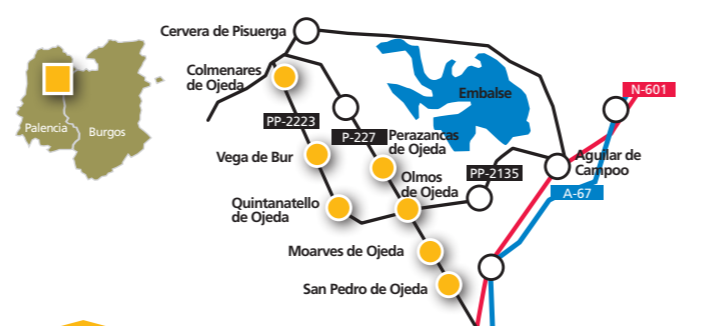 Cervera de Pisuerga
Colmenares
de Ojeda
Embalse
N-601
PP-2223
P-227
Palencia
Burgos
Perazancas
de Ojeda
Vega de Bur
Aguilar de
Campoo
Olmos
de Ojeda
PP-2135
A-67
Quintanatello
de Ojeda
Moarves de Ojeda
San Pedro de Ojeda